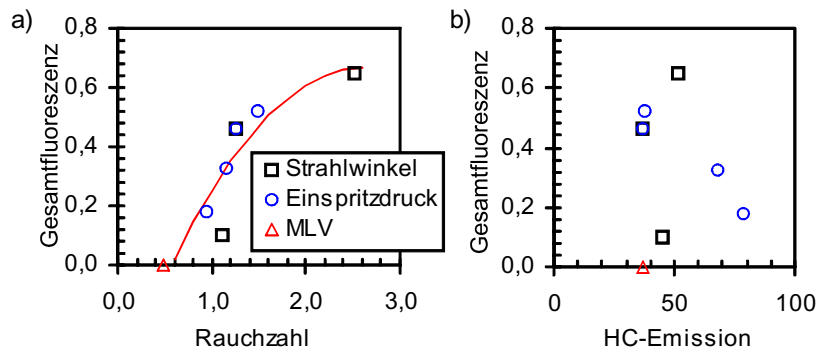 a)
Gesamtfluoreszenz
0,8
0,6
0,4
0,2
0,0
0,0 1,0 2,0 3,0
Rauchzahl
Strahlwinkel
Einspritzdruck
MLV
b)
Gesamtfluoreszenz
0,8
0,6
0,4
0,2
0,0
0 50 100
HC-Emission